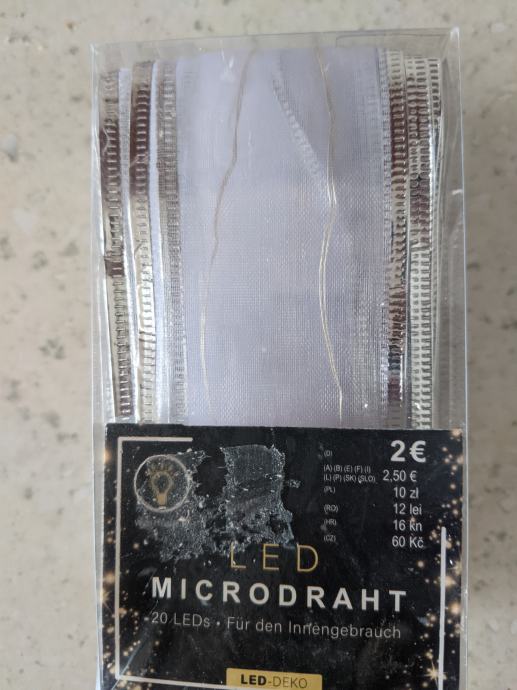 (D) 2€
(A) (B) (E) (F) (I)
(L) (P) (SK) (SLO) 2,50 €
(PL) 10 zł
(RO) 12 lei
(HR) 16 kn
(CZ) 60 Kč
LED
MICRODRAHT
20 LEDs • Für den Innengebrauch
LED-DEKO